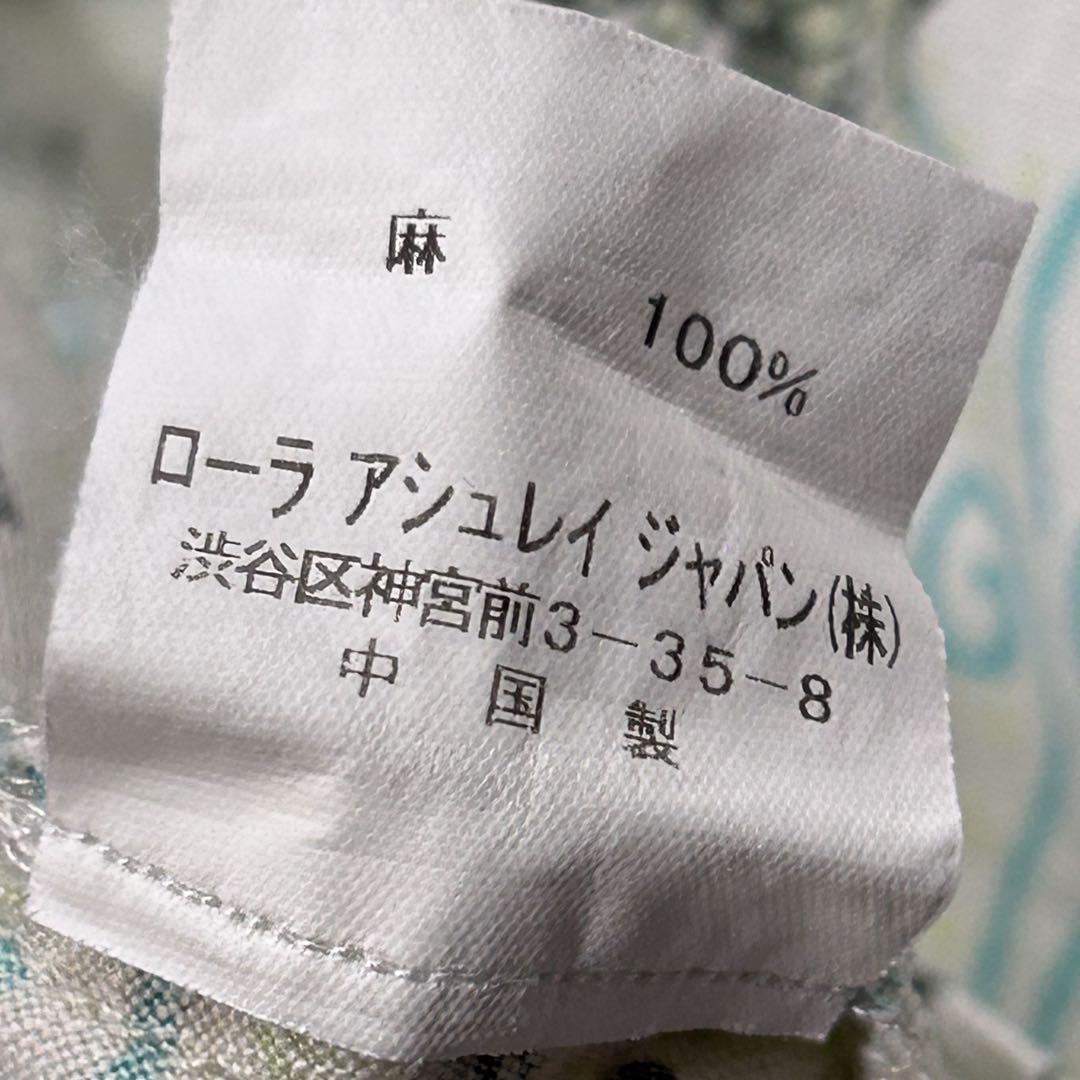 麻 100%
ローラ アシュレイ ジャパン(株)
渋谷区神宮前3-35-8
中 国 製